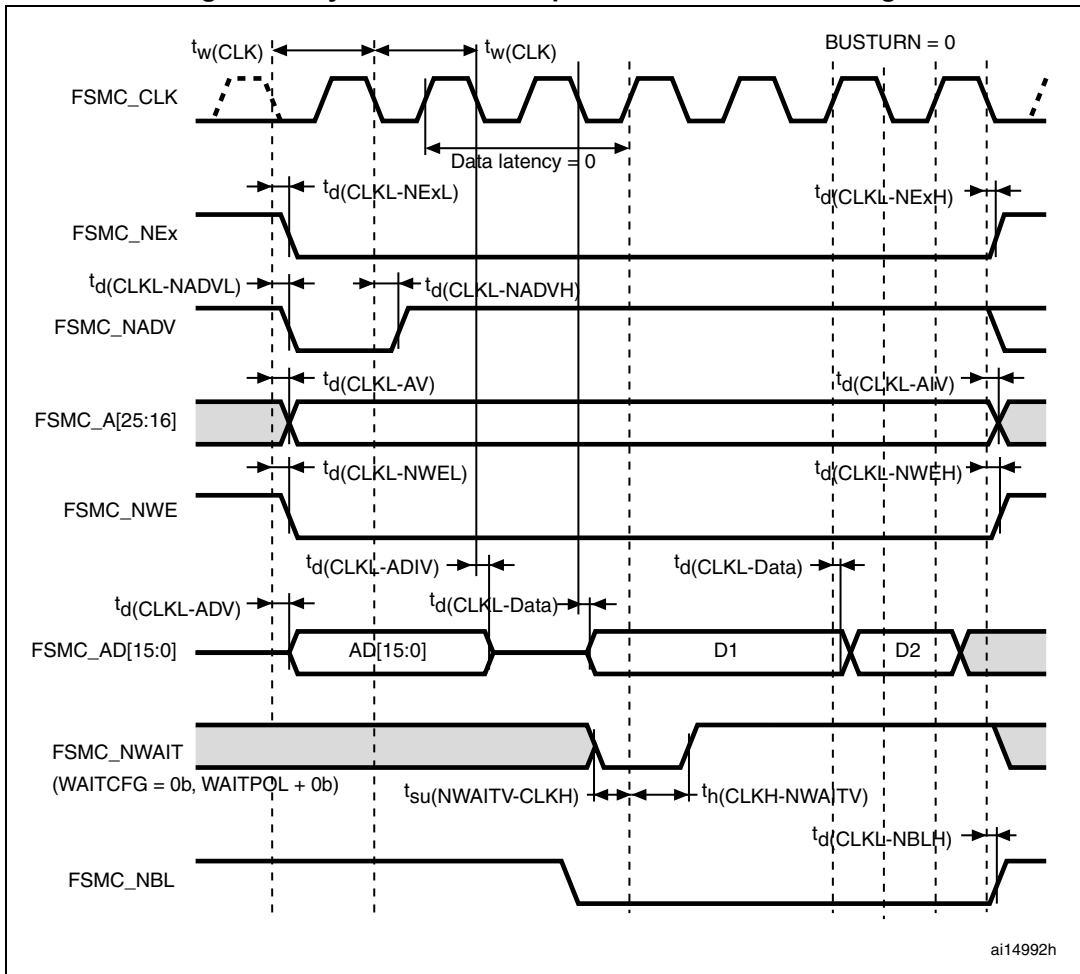 BUSTURN = 0
tw(CLK)
tw(CLK)
FSMC_CLK
Data latency = 0
td(CLKL-NExL)
td(CLKL-NExH)
FSMC_NEx
td(CLKL-NADVL)
td(CLKL-NADVH)
FSMC_NADV
td(CLKL-AV)
td(CLKL-AIV)
FSMC_A[25:16]
td(CLKL-NWEL)
td(CLKL-NWEH)
FSMC_NWE
td(CLKL-ADIV)
td(CLKL-Data)
td(CLKL-ADV)
td(CLKL-Data)
FSMC_AD[15:0]
AD[15:0]
D1
D2
FSMC_NWAIT
(WAITCFG = 0b, WAITPOL + 0b)
tsu(NWAITV-CLKH)
th(CLKH-NWAITV)
td(CLKL-NBLH)
FSMC_NBL
ai14992h